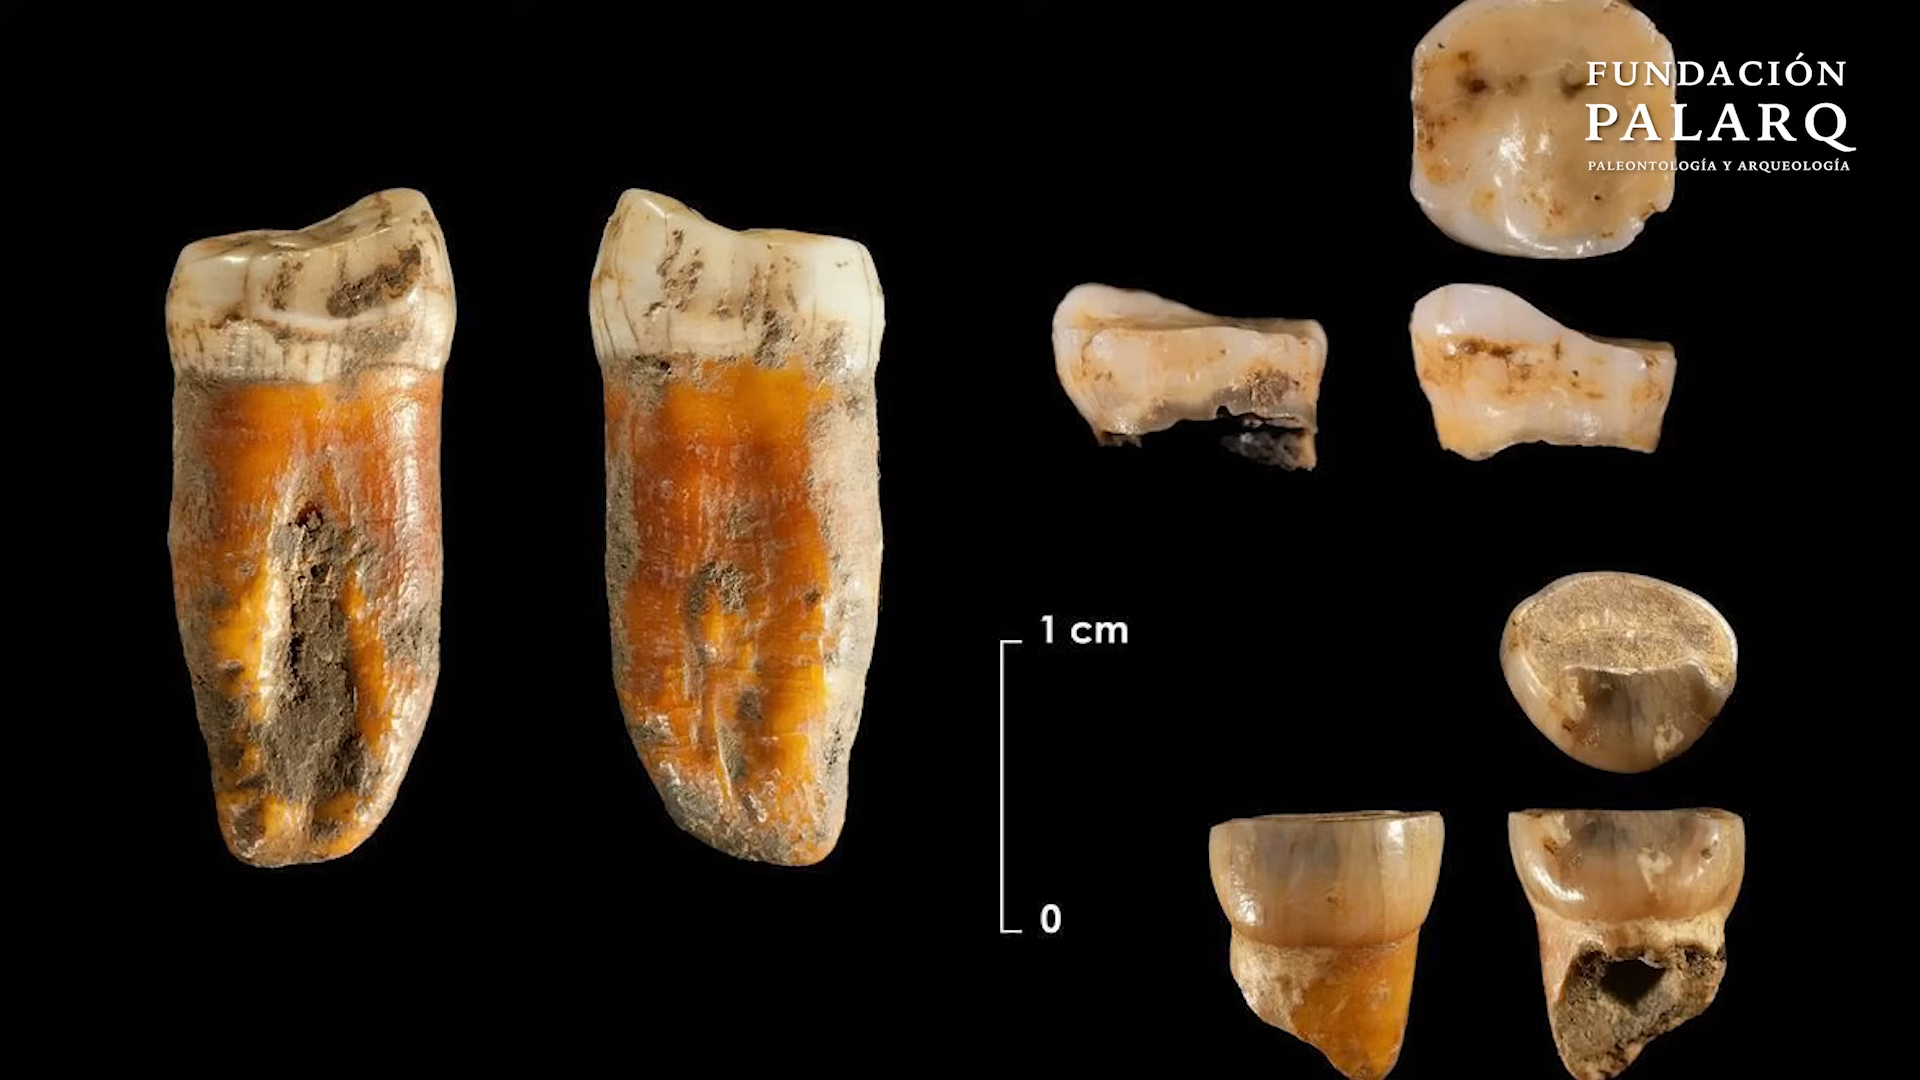 FUNDACIÓN
PALARQ
PALEONTOLOGÍA Y ARQUEOLOGÍA
1 cm
0